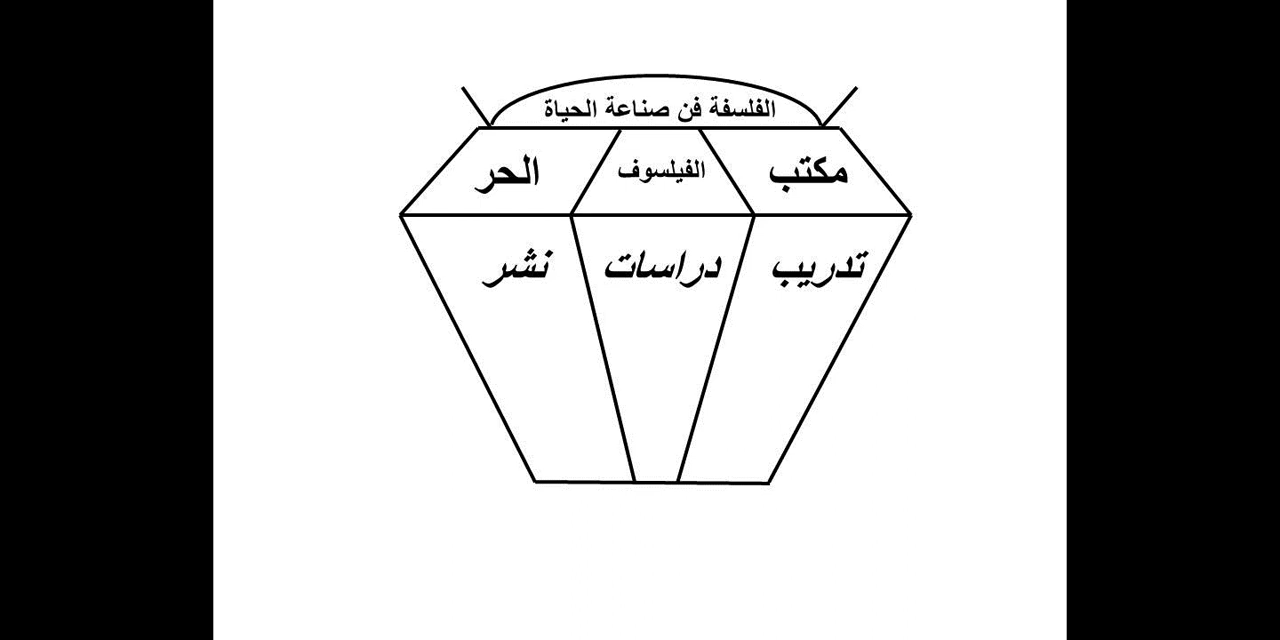 الفلسفة فن صناعة الحياة
مكتب الفيلسوف الحر
تدريب دراسات نشر